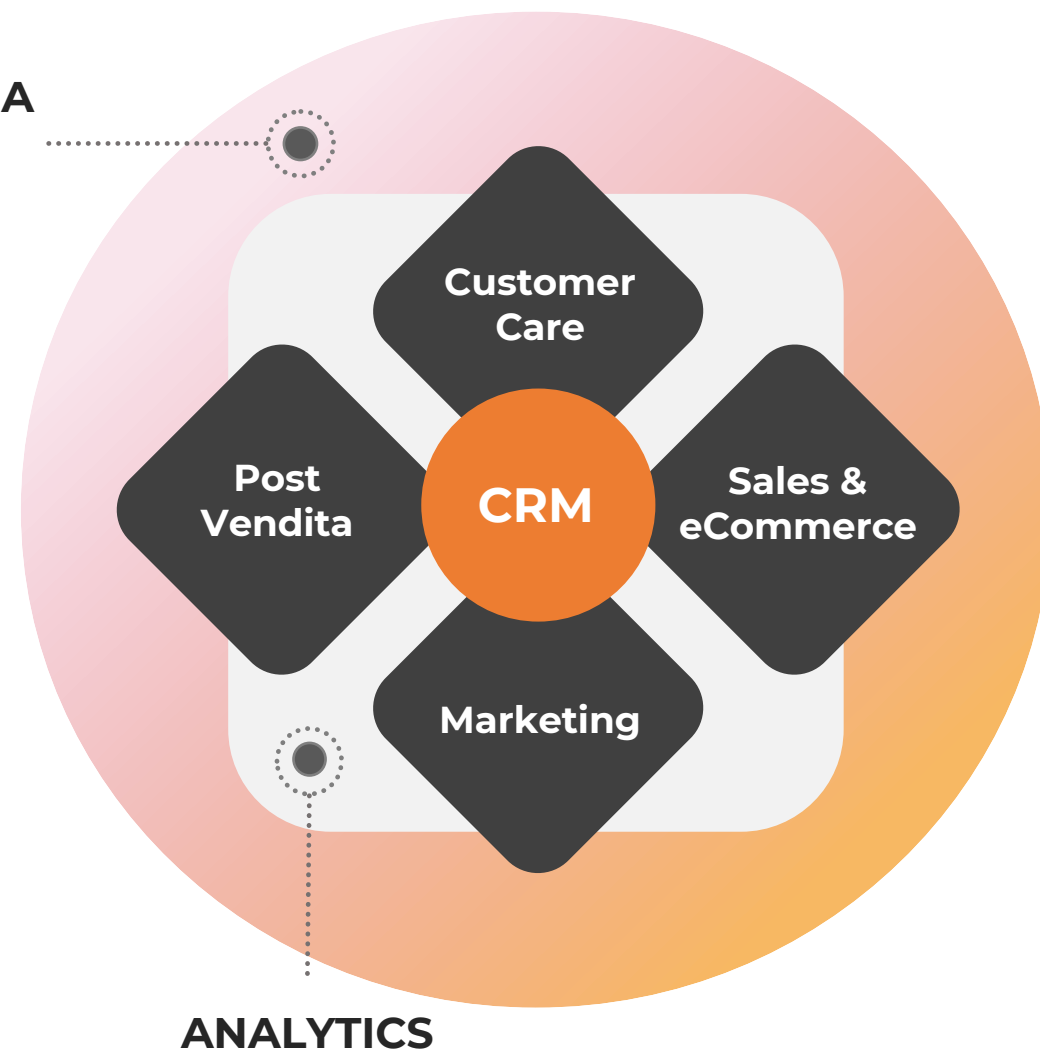 A
Customer
Care
Post
Vendita
CRM
Sales &
eCommerce
Marketing
ANALYTICS